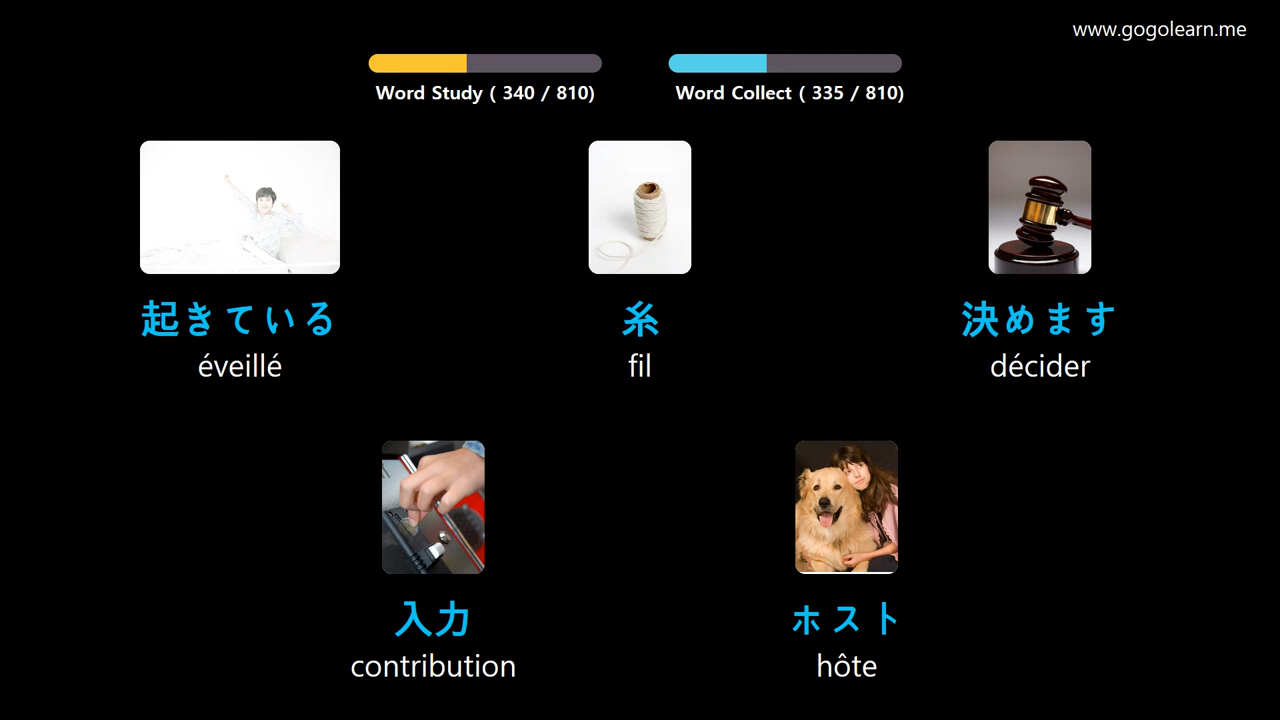 www.gogolearn.me
Word Study ( 340 / 810)
Word Collect ( 335 / 810)
起きている
éveillé
糸
fil
決めます
décider
入力
contribution
ホスト
hôte